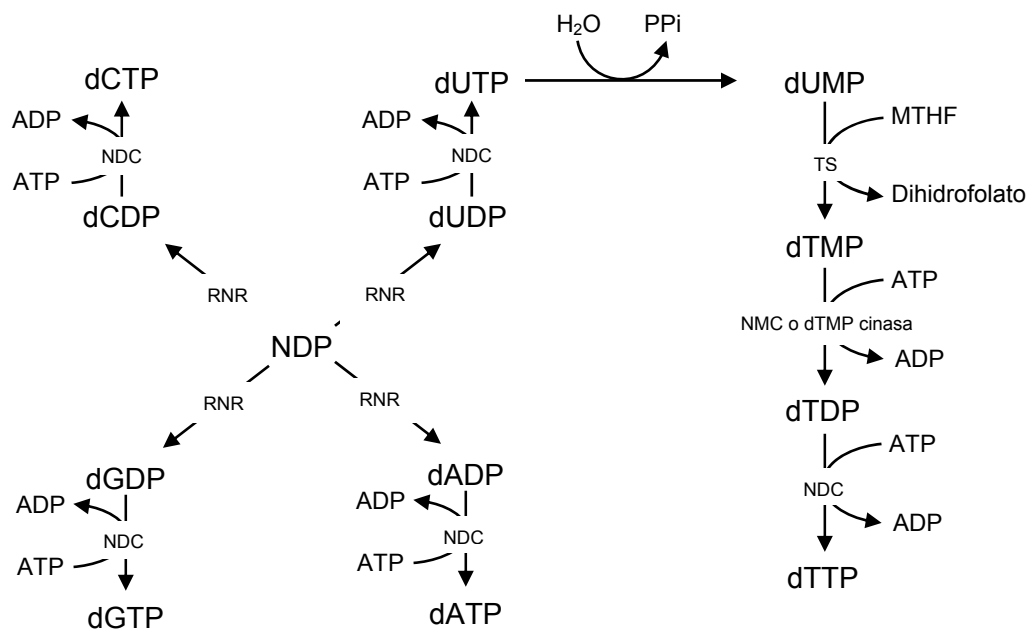 H₂O PPi
dCTP dUTP dUMP
ADP ADP MTHF
NDC NDC TS
ATP ATP Dihidrofolato
dCDP dUDP
dTMP
RNR RNR ATP
NMC o dTMP cinasa
NDP ADP
RNR RNR dTDP
ATP
dGDP dADP
ADP ADP NDC
NDC NDC ADP
ATP ATP
dTTP
dGTP dATP